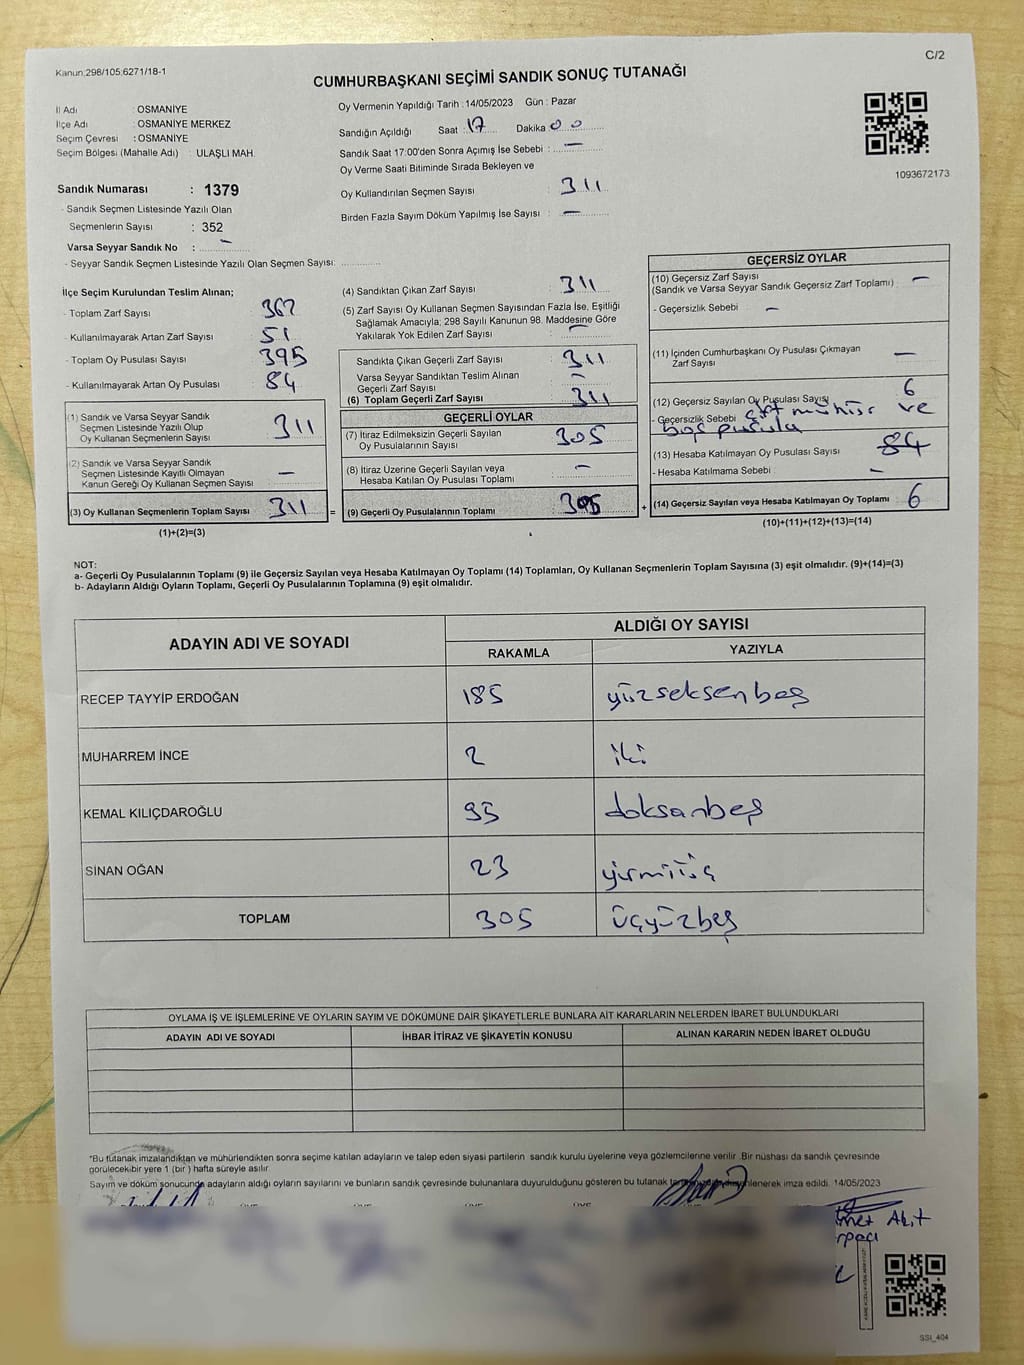 Kanun;298/105;6271/18-1
C/2
CUMHURBAŞKANI SEÇİMİ SANDIK SONUÇ TUTANAĞI
İl Adı : OSMANİYE
İlçe Adı : OSMANİYE MERKEZ
Seçim Çevresi : OSMANİYE
Seçim Bölgesi (Mahalle Adı) : ULAŞLI MAH.
Sandık Numarası : 1379
- Sandık Seçmen Listesinde Yazılı Olan
Seçmenlerin Sayısı : 352
Varsa Seyyar Sandık No : –
- Seyyar Sandık Seçmen Listesinde Yazılı Olan Seçmen Sayısı:
Oy Vermenin Yapıldığı Tarih : 14/05/2023 Gün : Pazar
Sandığın Açıldığı Saat : 17 Dakika : 00
Sandık Saat 17:00'den Sonra Açımış İse Sebebi : –
Oy Verme Saati Bitiminde Sırada Bekleyen ve
Oy Kullandırılan Seçmen Sayısı : 311
Birden Fazla Sayım Döküm Yapılmış İse Sayısı : –
1093672173
İlçe Seçim Kurulundan Teslim Alınan;
- Toplam Zarf Sayısı : 362
- Kullanılmayarak Artan Zarf Sayısı : 51
- Toplam Oy Pusulası Sayısı : 395
- Kullanılmayarak Artan Oy Pusulası : 84
(1) Sandık ve Varsa Seyyar Sandık
Seçmen Listesinde Yazılı Olup
Oy Kullanan Seçmenlerin Sayısı : 311
(2) Sandık ve Varsa Seyyar Sandık
Seçmen Listesinde Kayıtlı Olmayan
Kanun Gereği Oy Kullanan Seçmen Sayısı : –
(3) Oy Kullanan Seçmenlerin Toplam Sayısı : 311 =
(1)+(2)=(3)
(4) Sandıktan Çıkan Zarf Sayısı : 311
(5) Zarf Sayısı Oy Kullanan Seçmen Sayısından Fazla İse, Eşitliği
Sağlamak Amacıyla; 298 Sayılı Kanunun 98. Maddesine Göre
Yakılarak Yok Edilen Zarf Sayısı : –
Sandıkta Çıkan Geçerli Zarf Sayısı : 311
Varsa Seyyar Sandıktan Teslim Alınan
Geçerli Zarf Sayısı : –
(6) Toplam Geçerli Zarf Sayısı : 311
GEÇERLİ OYLAR
(7) İtiraz Edilmeksizin Geçerli Sayılan
Oy Pusulalarının Sayısı : 305
(8) İtiraz Üzerine Geçerli Sayılan veya
Hesaba Katılan Oy Pusulası Toplamı : –
(9) Geçerli Oy Pusulalarının Toplamı : 305 +
GEÇERSİZ OYLAR
(10) Geçersiz Zarf Sayısı
(Sandık ve Varsa Seyyar Sandık Geçersiz Zarf Toplamı) : –
- Geçersizlik Sebebi : –
(11) İçinden Cumhurbaşkanı Oy Pusulası Çıkmayan
Zarf Sayısı : –
(12) Geçersiz Sayılan Oy Pusulası Sayısı : 6
- Geçersizlik Sebebi çift mühür ve
boş pusula
(13) Hesaba Katılmayan Oy Pusulası Sayısı : 84
- Hesaba Katılmama Sebebi : –
(14) Geçersiz Sayılan veya Hesaba Katılmayan Oy Toplamı : 6
(10)+(11)+(12)+(13)=(14)
NOT:
a- Geçerli Oy Pusulalarının Toplamı (9) ile Geçersiz Sayılan veya Hesaba Katılmayan Oy Toplamı (14) Toplamları, Oy Kullanan Seçmenlerin Toplam Sayısına (3) eşit olmalıdır. (9)+(14)=(3)
b- Adayların Aldığı Oyların Toplamı, Geçerli Oy Pusulalarının Toplamına (9) eşit olmalıdır.
ADAYIN ADI VE SOYADI
ALDIĞI OY SAYISI
RAKAMLA YAZIYLA
RECEP TAYYİP ERDOĞAN 185 yüzseksenbeş
MUHARREM İNCE 2 iki
KEMAL KILIÇDAROĞLU 95 doksanbeş
SİNAN OĞAN 23 yirmiüç
TOPLAM 305 üçyüzbeş
OYLAMA İŞ VE İŞLEMLERİNE VE OYLARIN SAYIM VE DÖKÜMÜNE DAİR ŞİKAYETLERLE BUNLARA AİT KARARLARIN NELERDEN İBARET BULUNDUKLARI
ADAYIN ADI VE SOYADI İHBAR İTİRAZ VE ŞİKAYETİN KONUSU ALINAN KARARIN NEDEN İBARET OLDUĞU
*Bu tutanak imzalandıktan ve mühürlendikten sonra seçime katılan adayların ve talep eden siyasi partilerin sandık kurulu üyelerine veya gözlemcilerine verilir. Bir nüshası da sandık çevresinde
görülecek bir yere 1 (bir) hafta süreyle asılır.
Sayım ve döküm sonucunda adayların aldığı oyların sayılarını ve bunların sandık çevresinde bulunanlara duyurulduğunu gösteren bu tutanak düzenlenerek imza edildi. 14/05/2023
Akit
SSI_404